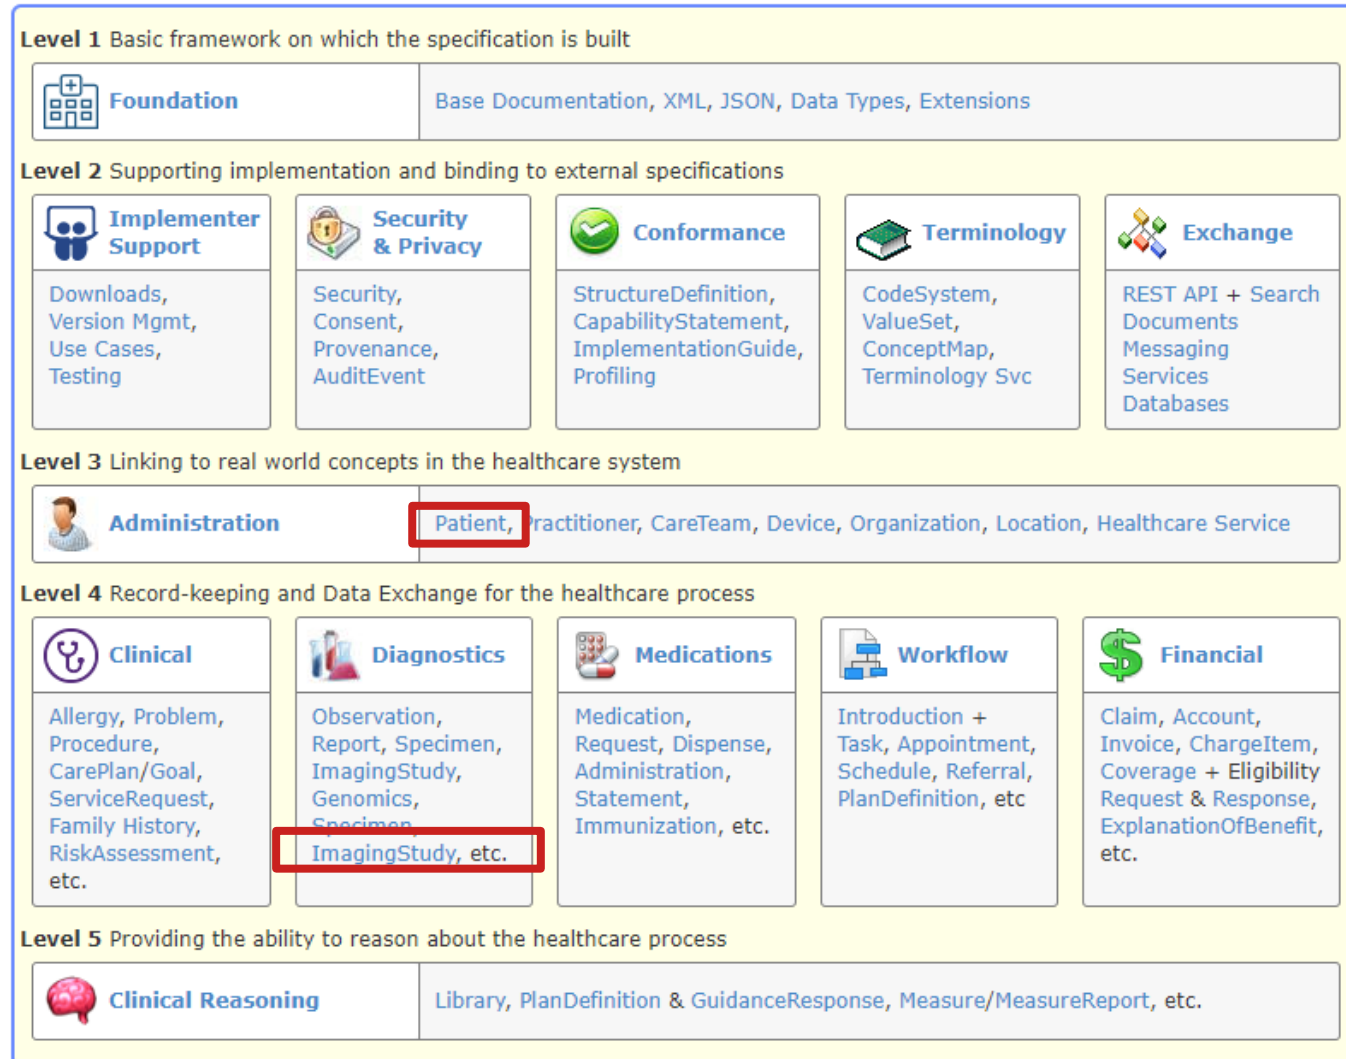 Level 1 Basic framework on which the specification is built
Foundation
Base Documentation, XML, JSON, Data Types, Extensions
Level 2 Supporting implementation and binding to external specifications
Implementer
Support
Downloads,
Version Mgmt,
Use Cases,
Testing
Security
& Privacy
Security,
Consent,
Provenance,
AuditEvent
Conformance
StructureDefinition,
CapabilityStatement,
ImplementationGuide,
Profiling
Terminology
CodeSystem,
ValueSet,
ConceptMap,
Terminology Svc
Exchange
REST API + Search
Documents
Messaging
Services
Databases
Level 3 Linking to real world concepts in the healthcare system
Administration
Patient, Practitioner, CareTeam, Device, Organization, Location, Healthcare Service
Level 4 Record-keeping and Data Exchange for the healthcare process
Clinical
Allergy, Problem,
Procedure,
CarePlan/Goal,
ServiceRequest,
Family History,
RiskAssessment,
etc.
Diagnostics
Observation,
Report, Specimen,
ImagingStudy,
Genomics,
Specimen,
ImagingStudy, etc.
Medications
Medication,
Request, Dispense,
Administration,
Statement,
Immunization, etc.
Workflow
Introduction +
Task, Appointment,
Schedule, Referral,
PlanDefinition, etc
Financial
Claim, Account,
Invoice, ChargeItem,
Coverage + Eligibility
Request & Response,
ExplanationOfBenefit,
etc.
Level 5 Providing the ability to reason about the healthcare process
Clinical Reasoning
Library, PlanDefinition & GuidanceResponse, Measure/MeasureReport, etc.